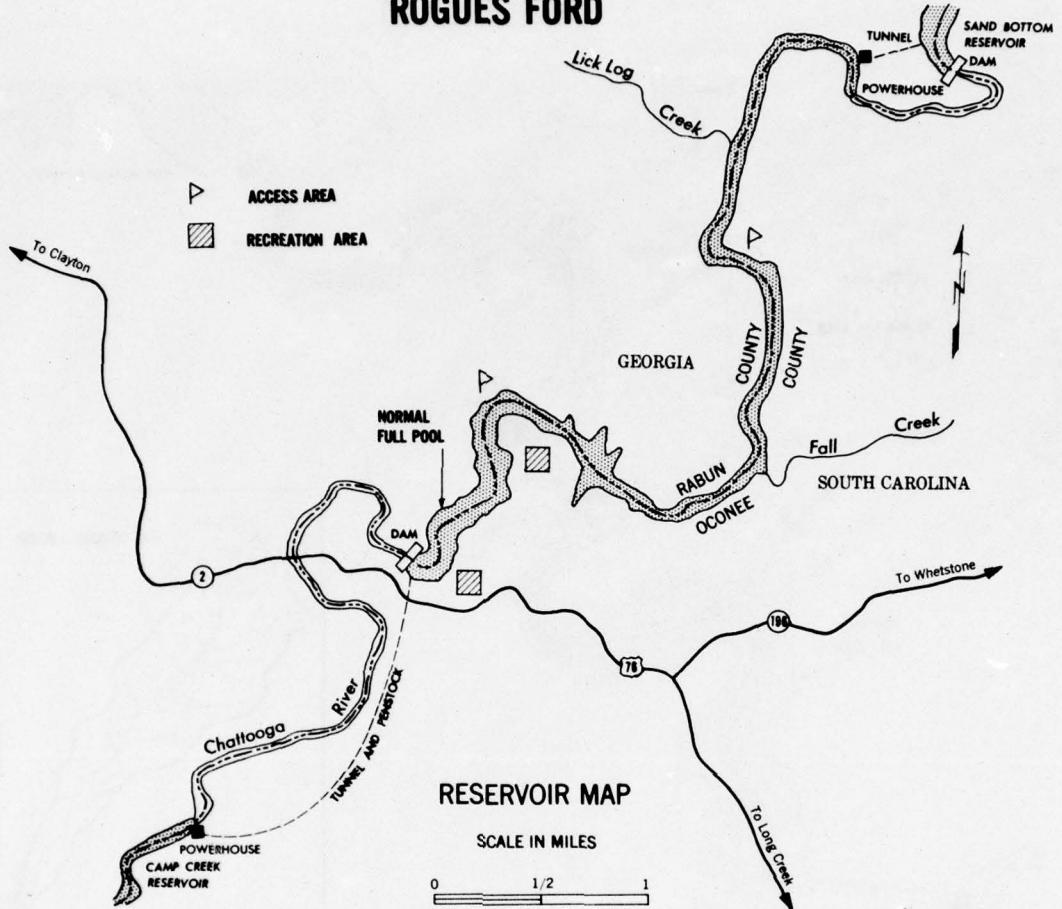 ROGUES FORD
TUNNEL
SAND BOTTOM
RESERVOIR
DAM
POWERHOUSE
Lick Log
Creek
ACCESS AREA
RECREATION AREA
To Clayton
N
GEORGIA
COUNTY
COUNTY
NORMAL
FULL POOL
Fall Creek
RABUN
OCONEE
SOUTH CAROLINA
DAM
2
To Whetstone
196
76
Chattooga River
TUNNEL AND PENSTOCK
RESERVOIR MAP
SCALE IN MILES
0 1/2 1
POWERHOUSE
CAMP CREEK
RESERVOIR
To Long Creek